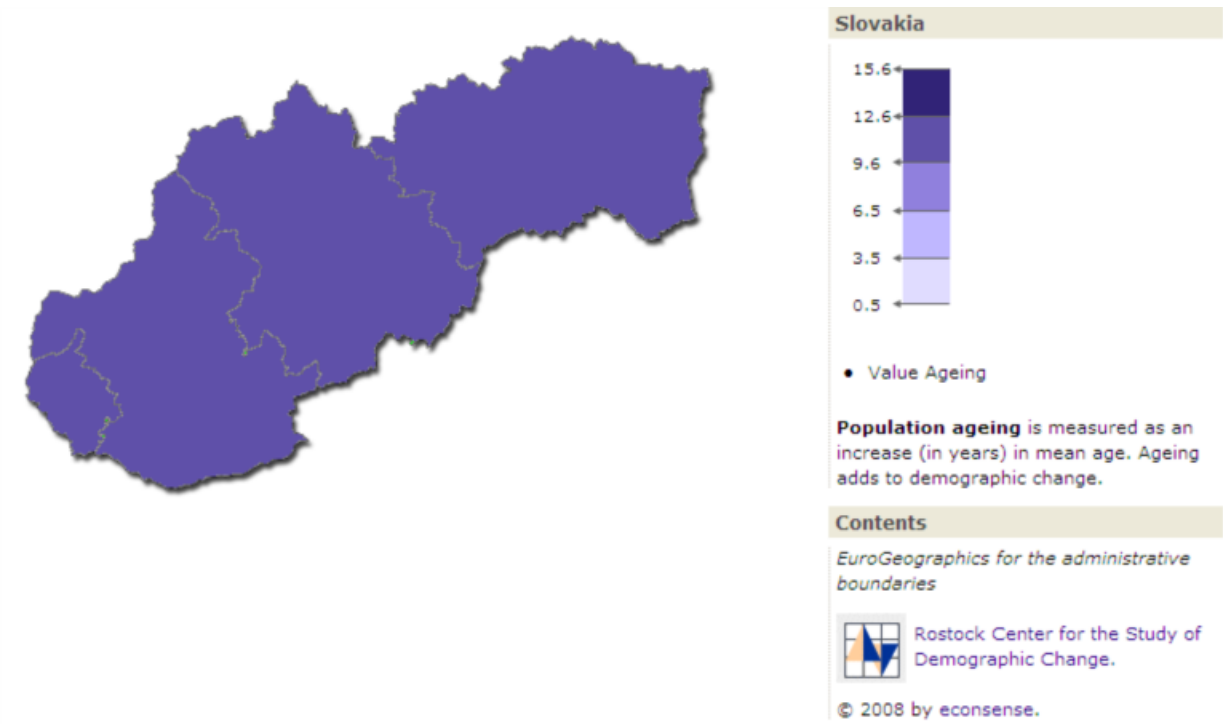 Slovakia
15.6
12.6
9.6
6.5
3.5
0.5
• Value Ageing
Population ageing is measured as an
increase (in years) in mean age. Ageing
adds to demographic change.
Contents
EuroGeographics for the administrative
boundaries
Rostock Center for the Study of
Demographic Change.
© 2008 by econsense.